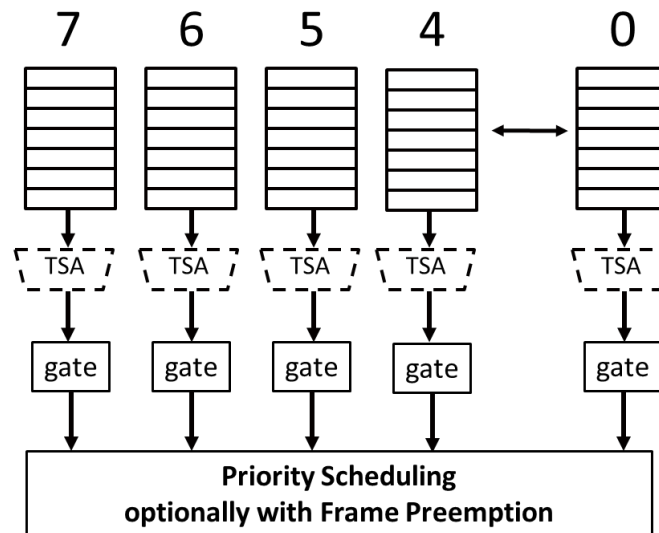 7 6 5 4 0
TSA TSA TSA TSA TSA
gate gate gate gate gate
Priority Scheduling
optionally with Frame Preemption